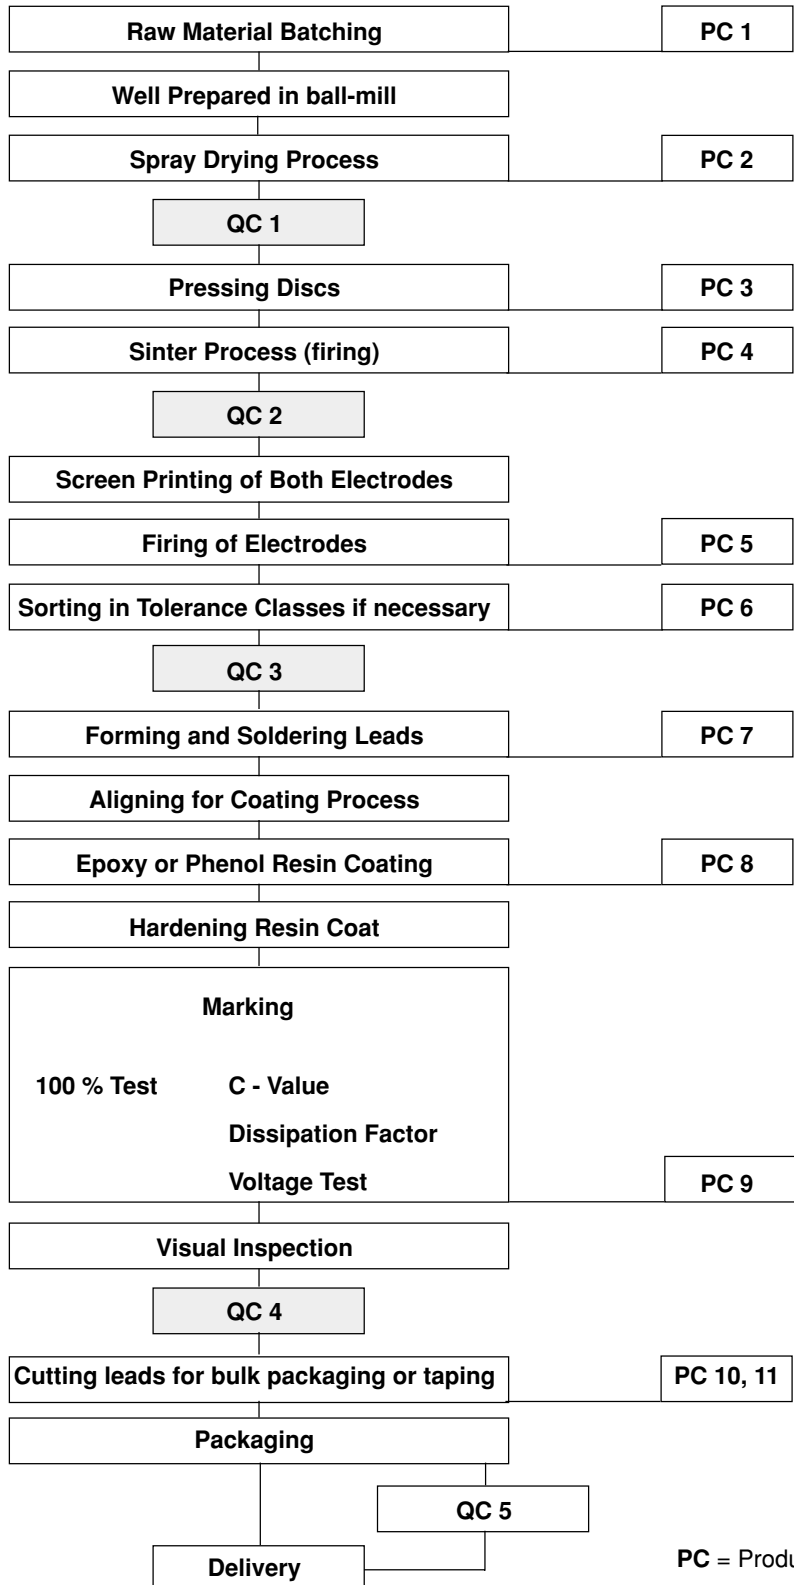 Raw Material Batching PC 1
Well Prepared in ball-mill
Spray Drying Process PC 2
QC 1
Pressing Discs PC 3
Sinter Process (firing) PC 4
QC 2
Screen Printing of Both Electrodes
Firing of Electrodes PC 5
Sorting in Tolerance Classes if necessary PC 6
QC 3
Forming and Soldering Leads PC 7
Aligning for Coating Process
Epoxy or Phenol Resin Coating PC 8
Hardening Resin Coat
Marking
100 % Test C - Value
Dissipation Factor
Voltage Test PC 9
Visual Inspection
QC 4
Cutting leads for bulk packaging or taping PC 10, 11
Packaging
QC 5
Delivery PC =